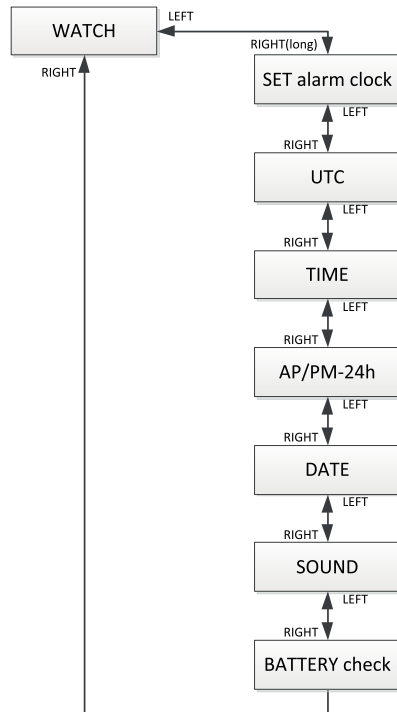 WATCH
LEFT
RIGHT(long)
RIGHT
SET alarm clock
LEFT
RIGHT
UTC
LEFT
RIGHT
TIME
LEFT
RIGHT
AP/PM-24h
LEFT
RIGHT
DATE
LEFT
RIGHT
SOUND
LEFT
RIGHT
BATTERY check